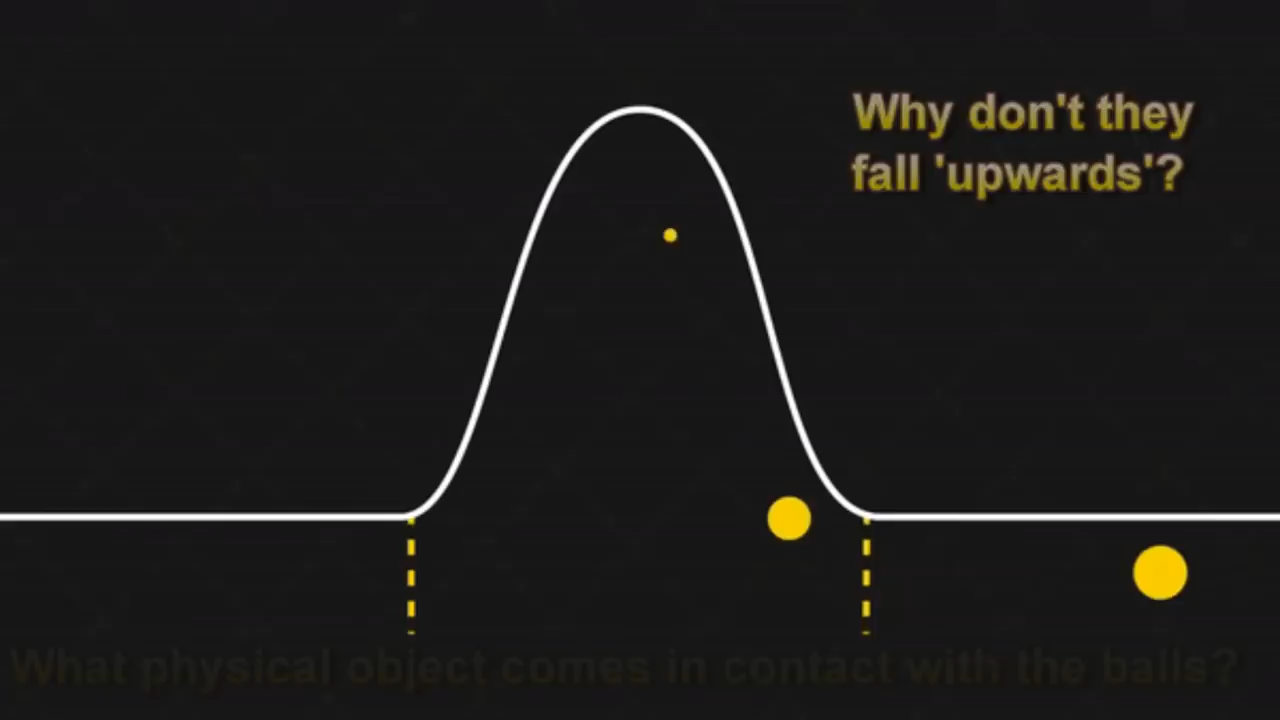 Why don't they
fall 'upwards'?
What physical object comes in contact with the balls?